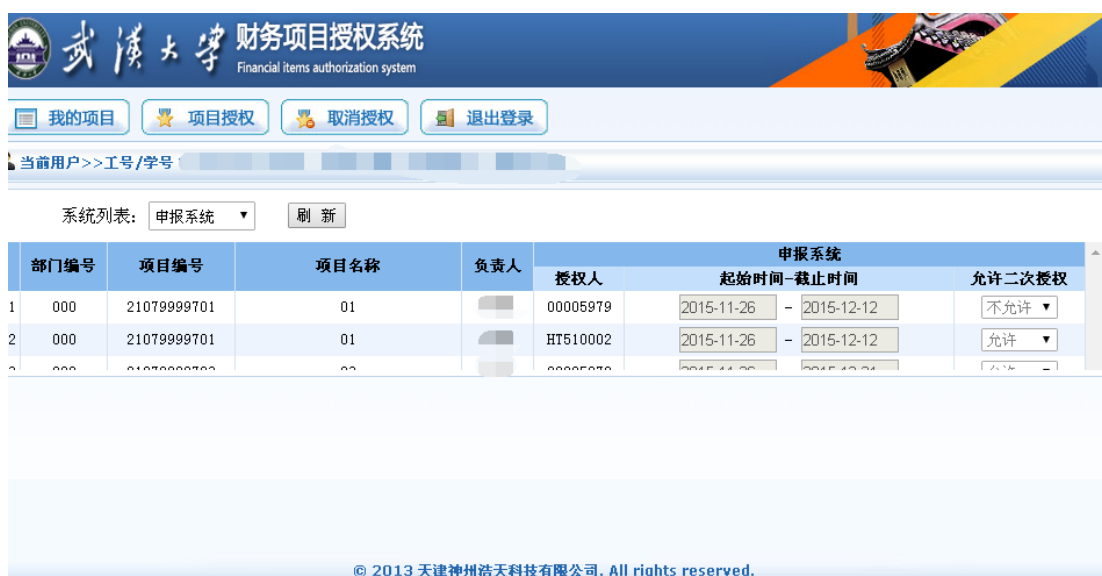 武漢大学 财务项目授权系统
Financial items authorization system
我的项目 项目授权 取消授权 退出登录
当前用户>>工号/学号
系统列表: 申报系统 刷 新
部门编号 项目编号 项目名称 负责人 申报系统
授权人 起始时间-截止时间 允许二次授权
1 000 21079999701 01 00005979 2015-11-26 - 2015-12-12 不允许
2 000 21079999701 01 HT510002 2015-11-26 - 2015-12-12 允许
© 2013 天津神州浩天科技有限公司. All rights reserved.